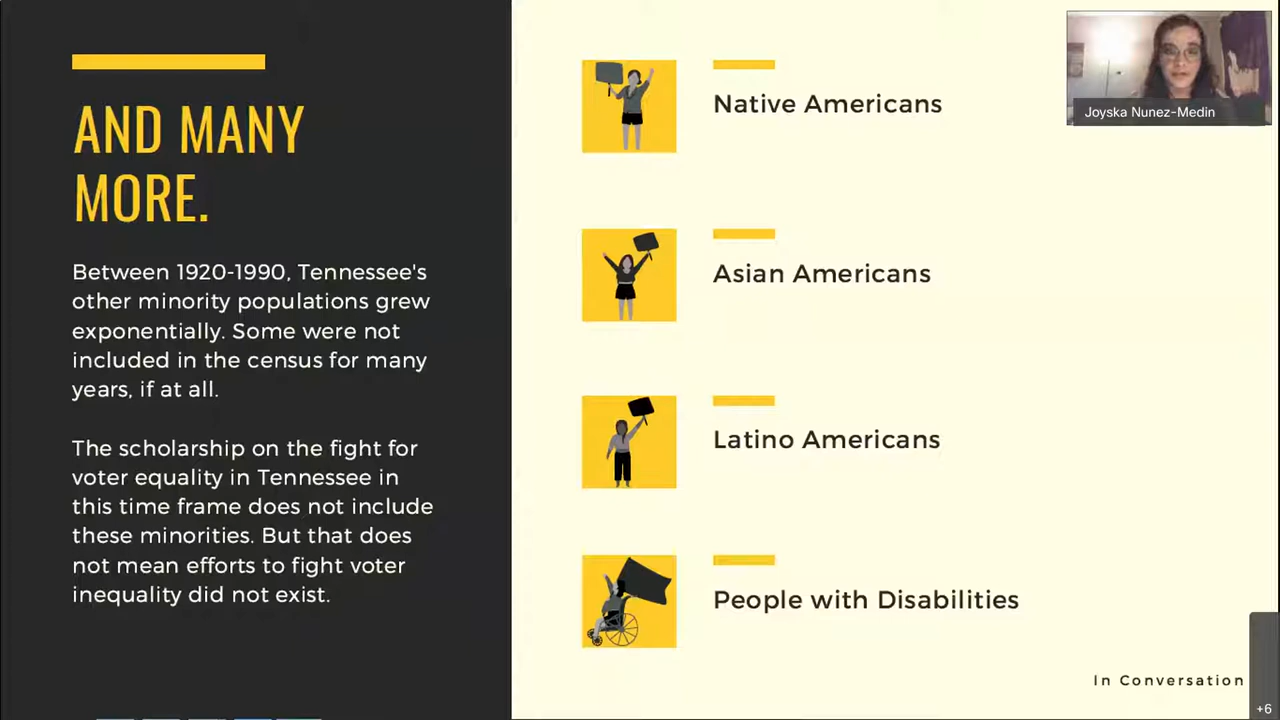 AND MANY
MORE.
Between 1920-1990, Tennessee's
other minority populations grew
exponentially. Some were not
included in the census for many
years, if at all.
The scholarship on the fight for
voter equality in Tennessee in
this time frame does not include
these minorities. But that does
not mean efforts to fight voter
inequality did not exist.
Native Americans
Asian Americans
Latino Americans
People with Disabilities
In Conversation
Joyska Nunez-Medin
+6